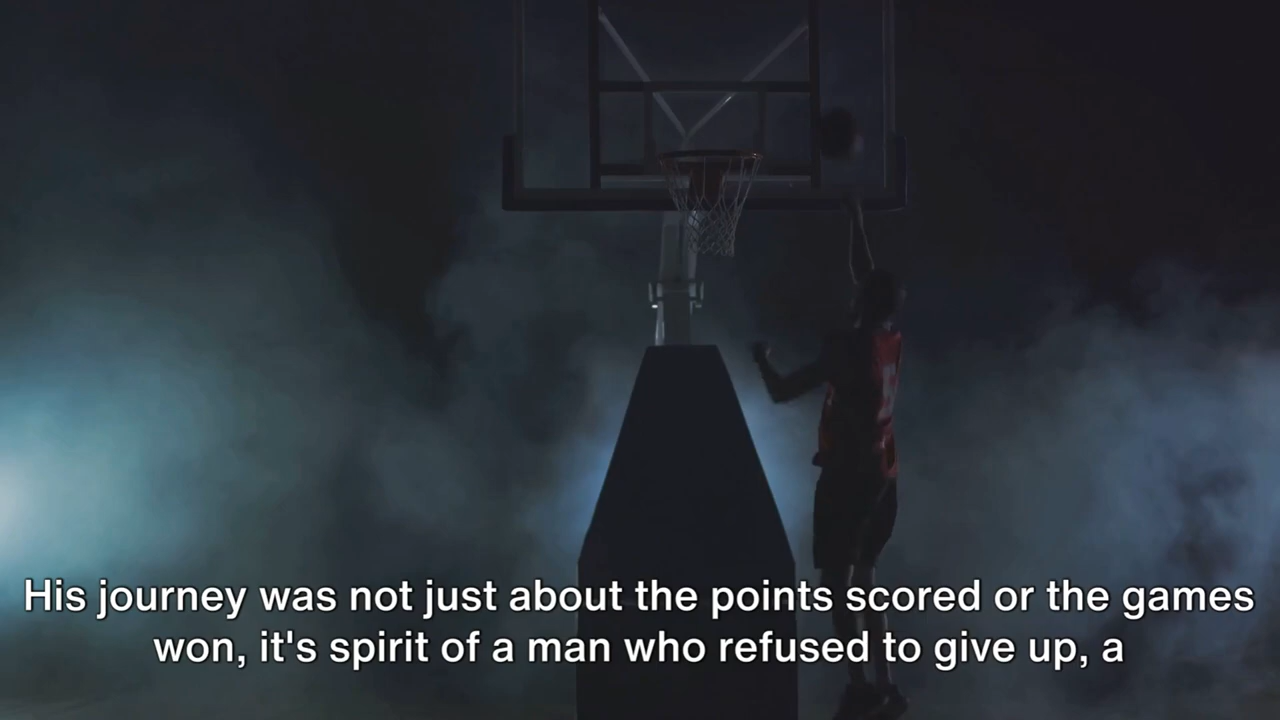 His journey was not just about the points scored or the games
won, it's spirit of a man who refused to give up, a